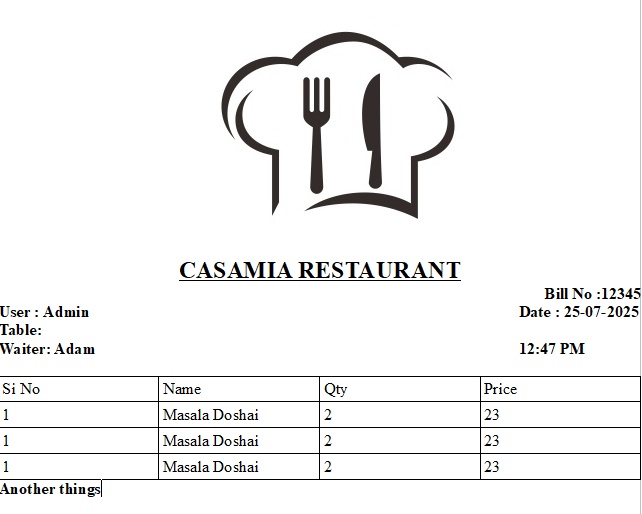 CASAMIA RESTAURANT
Bill No :12345
User : Admin Date : 25-07-2025
Table:
Waiter: Adam 12:47 PM
Si No Name Qty Price
1 Masala Doshai 2 23
1 Masala Doshai 2 23
1 Masala Doshai 2 23
Another things